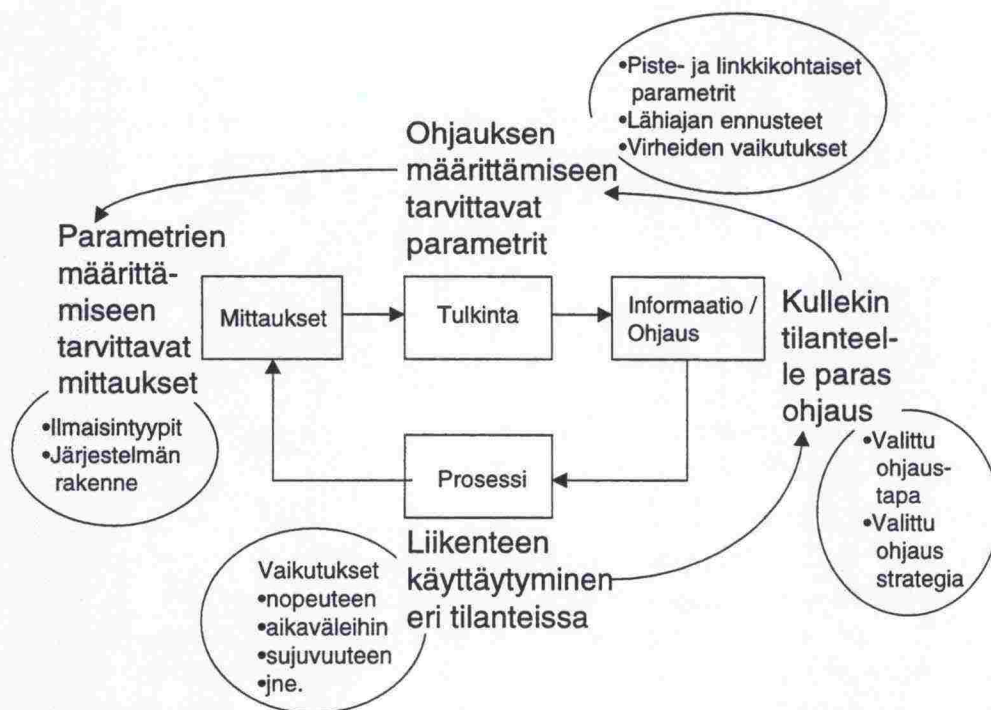 •Piste- ja linkkikohtaiset
parametrit
•Lähiajan ennusteet
•Virheiden vaikutukset
Ohjauksen
määrittämiseen
tarvittavat
parametrit
Parametrien
määrittä-
miseen
tarvittavat
mittaukset
•Ilmaisintyypit
•Järjestelmän
rakenne
Mittaukset
Tulkinta
Informaatio /
Ohjaus
Kullekin
tilanteel-
le paras
ohjaus
•Valittu
ohjaus-
tapa
•Valittu
ohjaus
strategia
Prosessi
Liikenteen
käyttäytyminen
eri tilanteissa
Vaikutukset
•nopeuteen
•aikaväleihin
•sujuvuuteen
•jne.